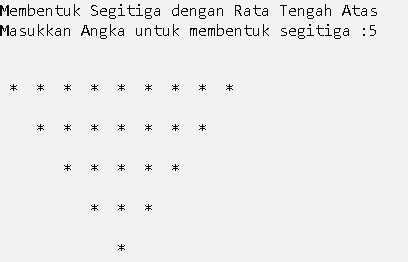 Membentuk Segitiga dengan Rata Tengah Atas
Masukkan Angka untuk membentuk segitiga :5
* * * * * * * * *
* * * * * * *
* * * * *
* * *
*